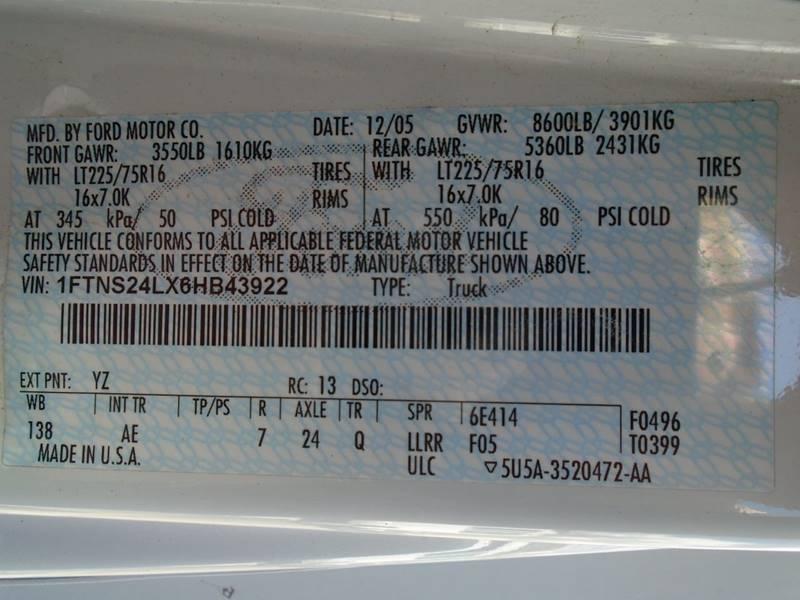 MFD. BY FORD MOTOR CO. DATE: 12/05 GVWR: 8600LB/ 3901KG
FRONT GAWR: 3550LB 1610KG REAR GAWR: 5360LB 2431KG
WITH LT225/75R16 TIRES WITH LT225/75R16 TIRES
16x7.0K RIMS 16x7.0K RIMS
AT 345 kPa/ 50 PSI COLD AT 550 kPa/ 80 PSI COLD
THIS VEHICLE CONFORMS TO ALL APPLICABLE FEDERAL MOTOR VEHICLE
SAFETY STANDARDS IN EFFECT ON THE DATE OF MANUFACTURE SHOWN ABOVE.
VIN: 1FTNS24LX6HB43922 TYPE: Truck
EXT PNT: YZ RC: 13 DSO:
WB INT TR TP/PS R AXLE TR SPR 6E414 F0496
138 AE 7 24 Q LLRR F05 T0399
MADE IN U.S.A. ULC ▽5U5A-3520472-AA